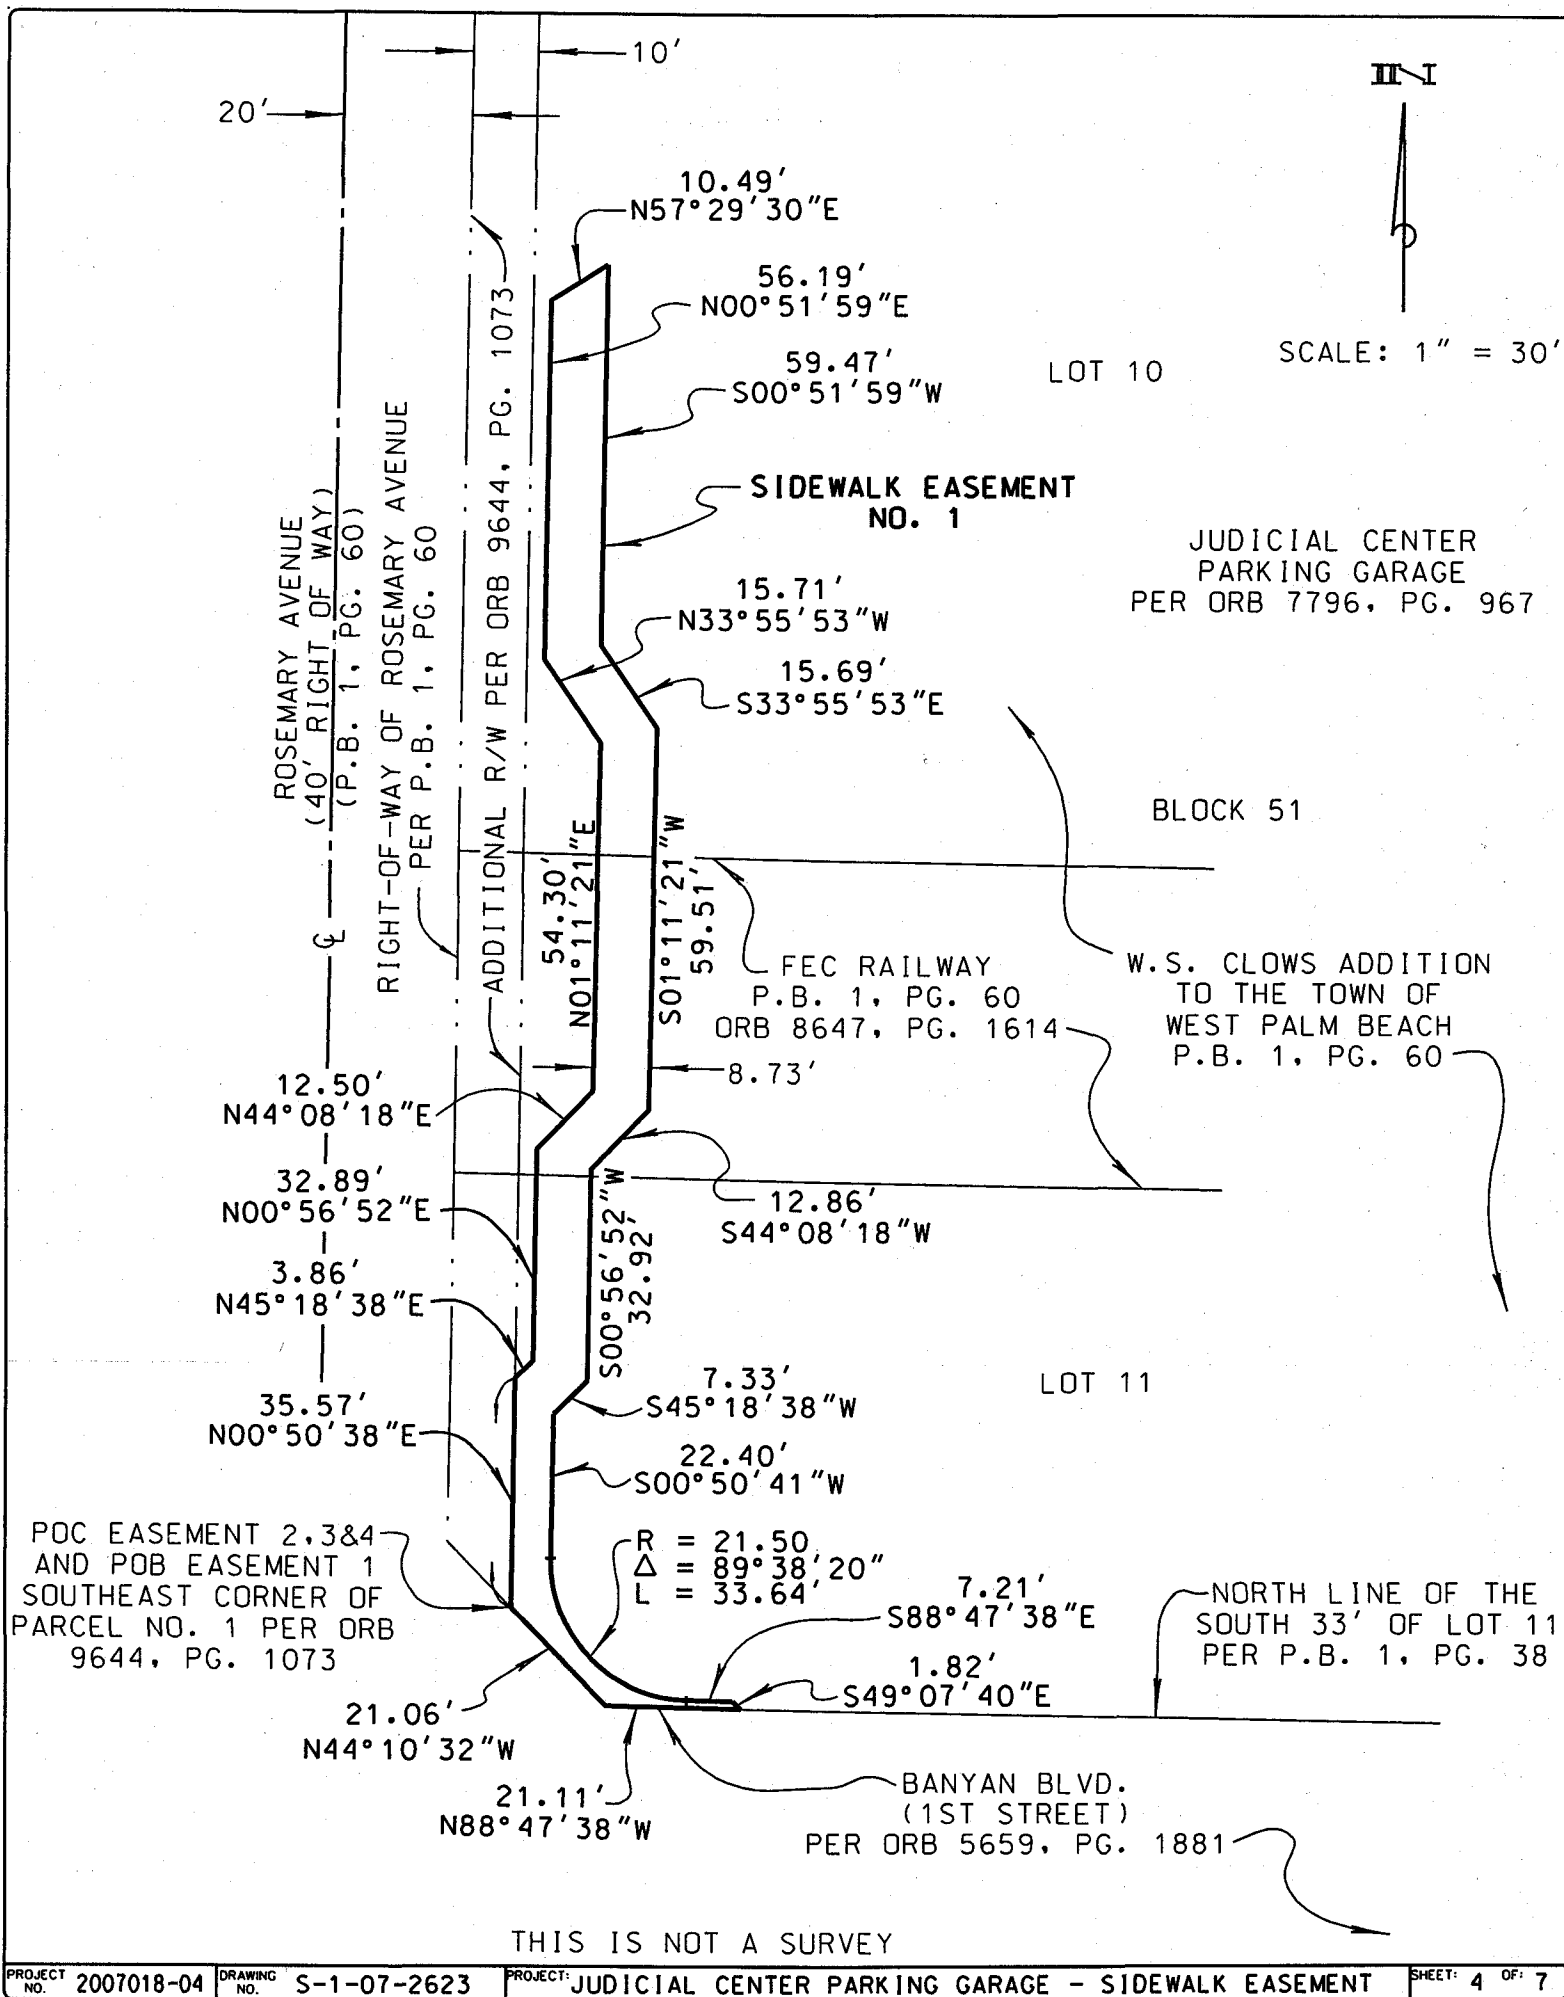 10'
20'
N
10.49'
N57°29'30"E
56.19'
N00°51'59"E
59.47'
S00°51'59"W
LOT 10
SCALE: 1" = 30'
SIDEWALK EASEMENT
NO. 1
JUDICIAL CENTER
PARKING GARAGE
PER ORB 7796, PG. 967
ROSEMARY AVENUE
(40' RIGHT OF WAY)
(P.B. 1, PG. 60)
RIGHT-OF-WAY OF ROSEMARY AVENUE
PER P.B. 1, PG. 60
ADDITIONAL R/W PER ORB 9644, PG. 1073
15.71'
N33°55'53"W
15.69'
S33°55'53"E
BLOCK 51
℄
54.30'
N01°11'21"E
S01°11'21"W
59.51'
FEC RAILWAY
P.B. 1, PG. 60
ORB 8647, PG. 1614
W.S. CLOWS ADDITION
TO THE TOWN OF
WEST PALM BEACH
P.B. 1, PG. 60
8.73'
12.50'
N44°08'18"E
32.89'
N00°56'52"E
12.86'
S44°08'18"W
S00°56'52"W
32.92'
3.86'
N45°18'38"E
7.33'
S45°18'38"W
LOT 11
35.57'
N00°50'38"E
22.40'
S00°50'41"W
POC EASEMENT 2,3&4
AND POB EASEMENT 1
SOUTHEAST CORNER OF
PARCEL NO. 1 PER ORB
9644, PG. 1073
R = 21.50
Δ = 89°38'20"
L = 33.64'
7.21'
S88°47'38"E
1.82'
S49°07'40"E
NORTH LINE OF THE
SOUTH 33' OF LOT 11
PER P.B. 1, PG. 38
21.06'
N44°10'32"W
21.11'
N88°47'38"W
BANYAN BLVD.
(1ST STREET)
PER ORB 5659, PG. 1881
THIS IS NOT A SURVEY
PROJECT NO. 2007018-04 DRAWING NO. S-1-07-2623 PROJECT: JUDICIAL CENTER PARKING GARAGE - SIDEWALK EASEMENT SHEET: 4 OF: 7